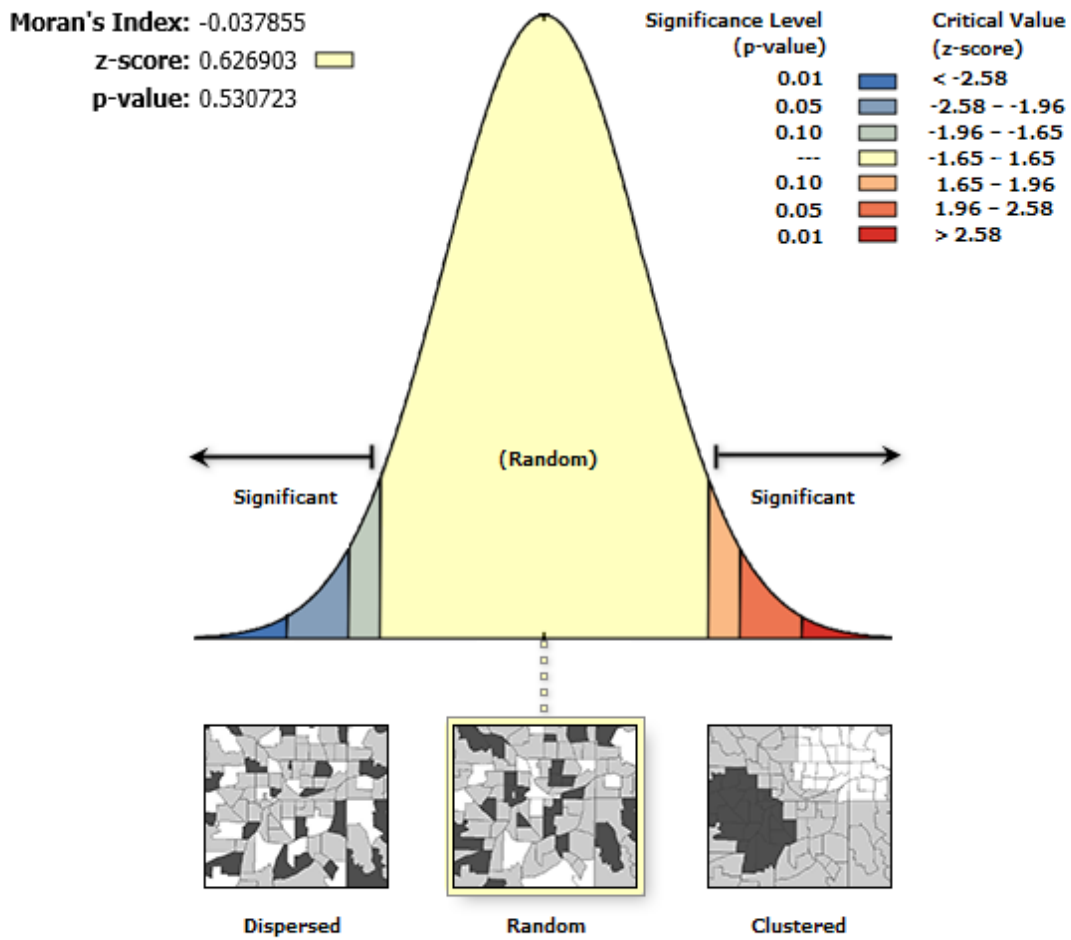 Moran's Index: -0.037855
z-score: 0.626903
p-value: 0.530723
Significance Level
(p-value)
Critical Value
(z-score)
0.01 < -2.58
0.05 -2.58 – -1.96
0.10 -1.96 – -1.65
--- -1.65 – 1.65
0.10 1.65 – 1.96
0.05 1.96 – 2.58
0.01 > 2.58
(Random)
Significant
Significant
Dispersed
Random
Clustered